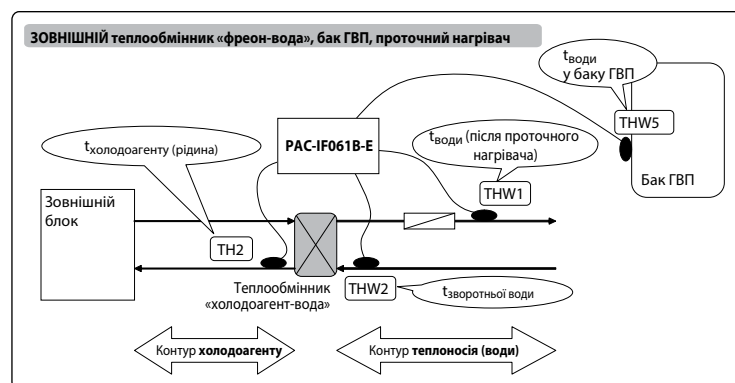 ЗОВНІШНІЙ теплообмінник «фреон-вода», бак ГВП, проточний нагрівач
tводи
у баку ГВП
THW5
Бак ГВП
PAC-IF061B-E
tводи (після проточного
нагрівача)
THW1
tхолодоагенту (рідина)
Зовнішній
блок
TH2
Теплообмінник
«холодоагент-вода»
THW2
tзворотньої води
Контур холодоагенту
Контур теплоносія (води)